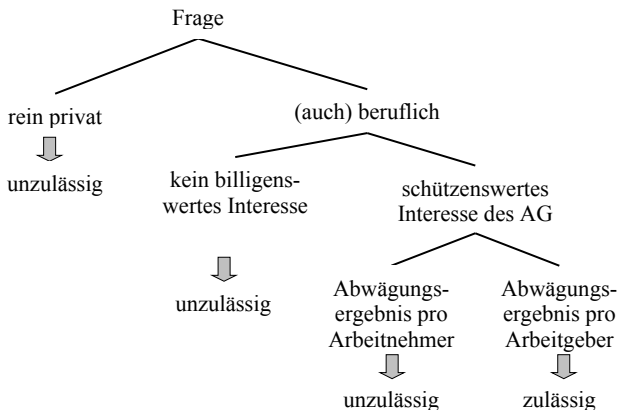 Frage
rein privat
(auch) beruflich
unzulässig
kein billigens-
wertes Interesse
schützenswertes
Interesse des AG
unzulässig
Abwägungs-
ergebnis pro
Arbeitnehmer
Abwägungs-
ergebnis pro
Arbeitgeber
unzulässig
zulässig